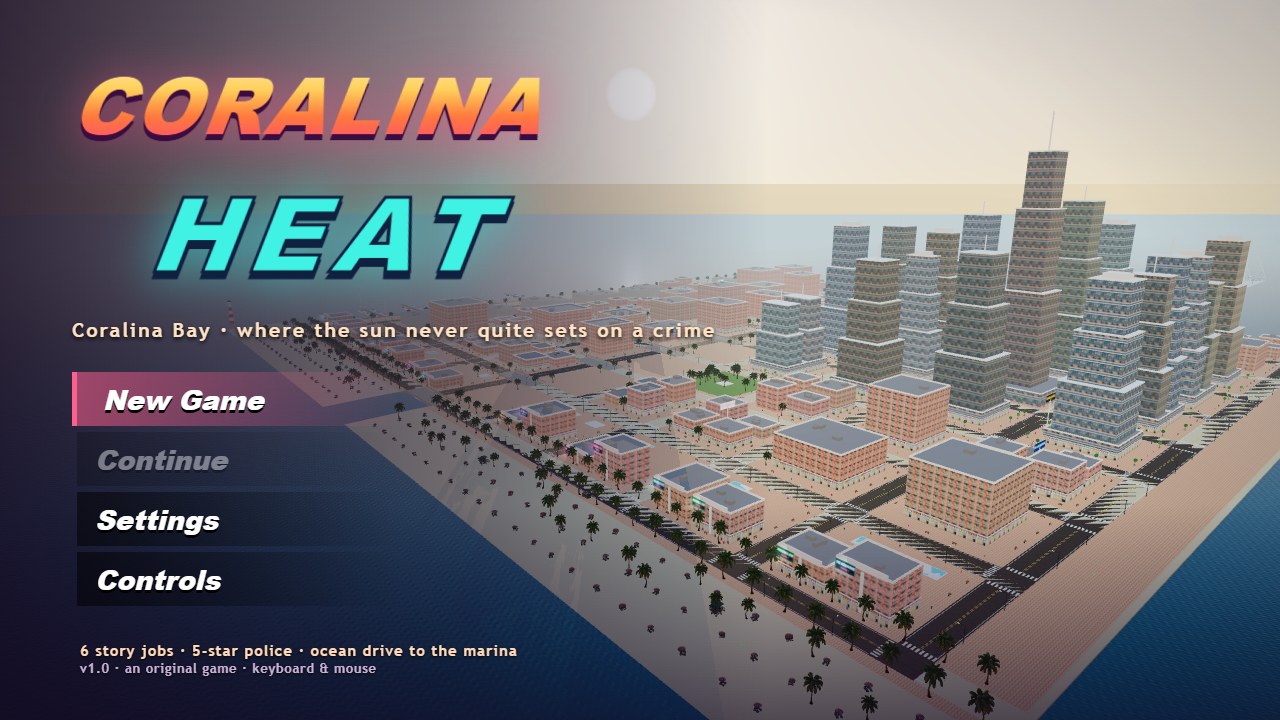 CORALINA
HEAT
Coralina Bay · where the sun never quite sets on a crime
New Game
Continue
Settings
Controls
6 story jobs · 5-star police · ocean drive to the marina
v1.0 · an original game · keyboard & mouse